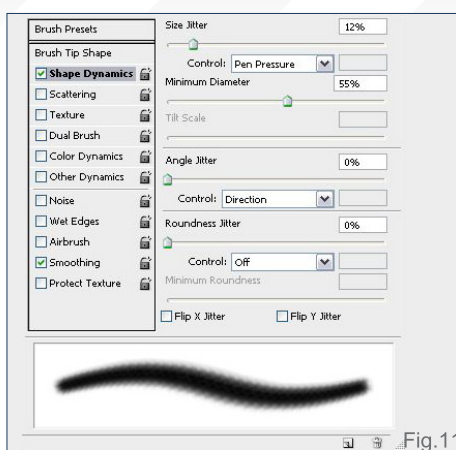 Brush Presets
Brush Tip Shape
Shape Dynamics
Scattering
Texture
Dual Brush
Color Dynamics
Other Dynamics
Noise
Wet Edges
Airbrush
Smoothing
Protect Texture
Size Jitter 12%
Control: Pen Pressure
Minimum Diameter 55%
Tilt Scale
Angle Jitter 0%
Control: Direction
Roundness Jitter 0%
Control: Off
Minimum Roundness
Flip X Jitter Flip Y Jitter
Fig.11